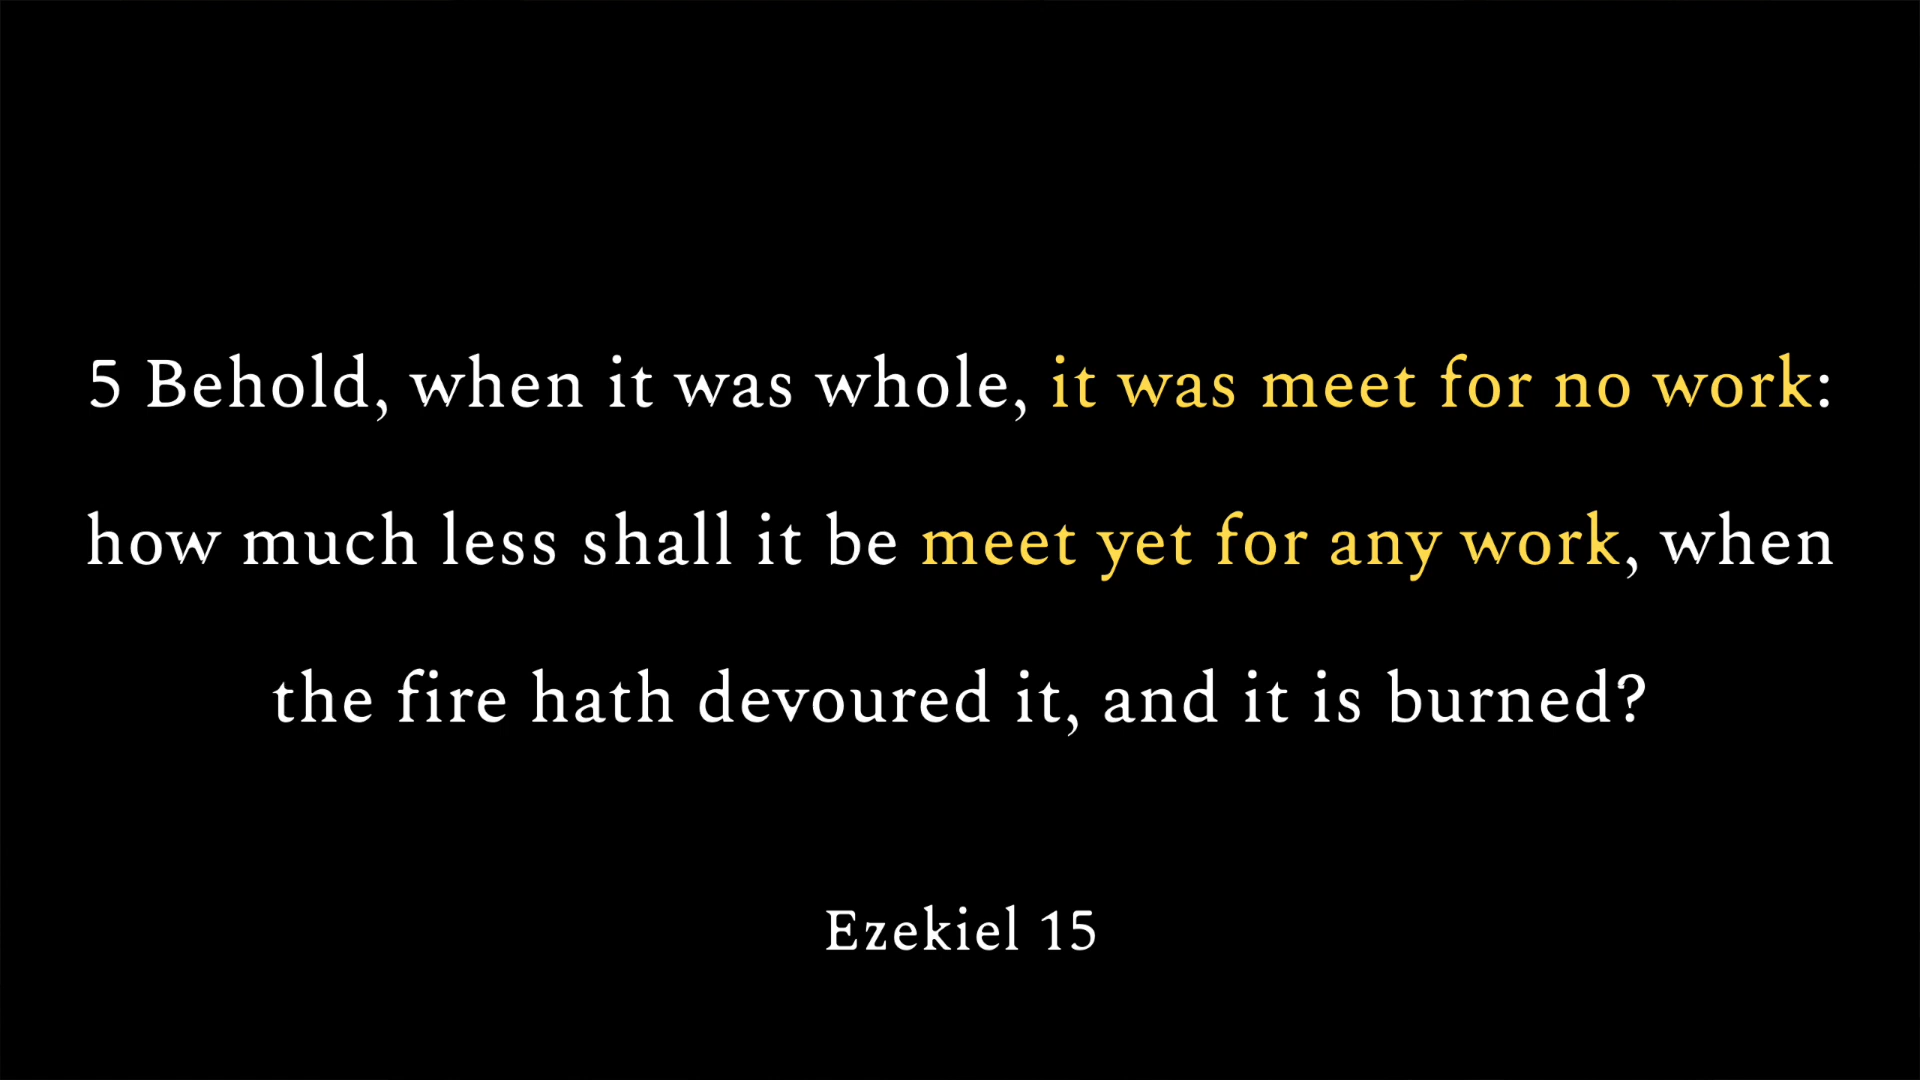 5 Behold, when it was whole, it was meet for no work:
how much less shall it be meet yet for any work, when
the fire hath devoured it, and it is burned?
Ezekiel 15